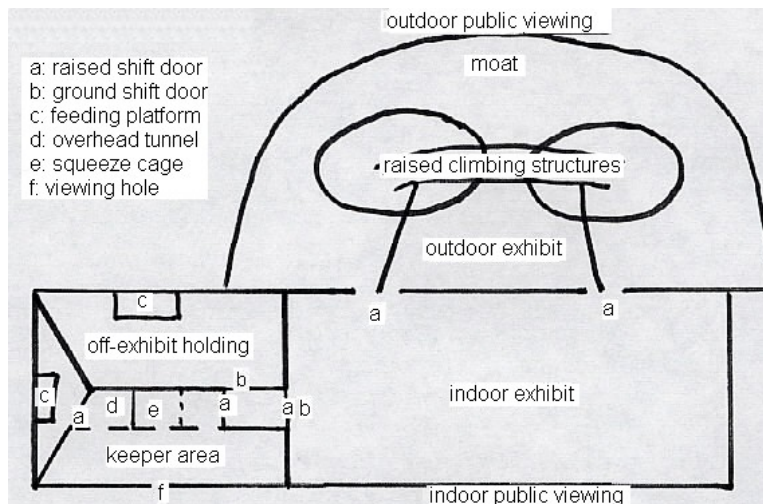 outdoor public viewing
moat
a: raised shift door
b: ground shift door
c: feeding platform
d: overhead tunnel
e: squeeze cage
f: viewing hole
raised climbing structures
outdoor exhibit
c
a
a
off-exhibit holding
b
c
a
d
e
a
a b
indoor exhibit
keeper area
f
indoor public viewing